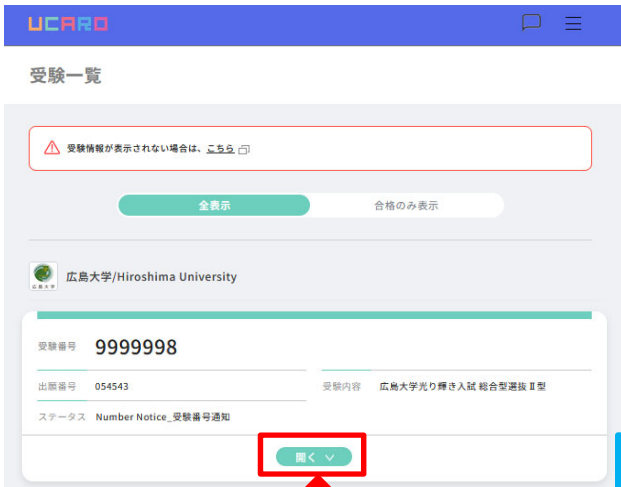 UCARO
受験一覧
受験情報が表示されない場合は、こちら
全表示 合格のみ表示
広島大学
広島大学/Hiroshima University
受験番号 9999998
出願番号 054543 受験内容 広島大学光り輝き入試 総合型選抜Ⅱ型
ステータス Number Notice_受験番号通知
開く